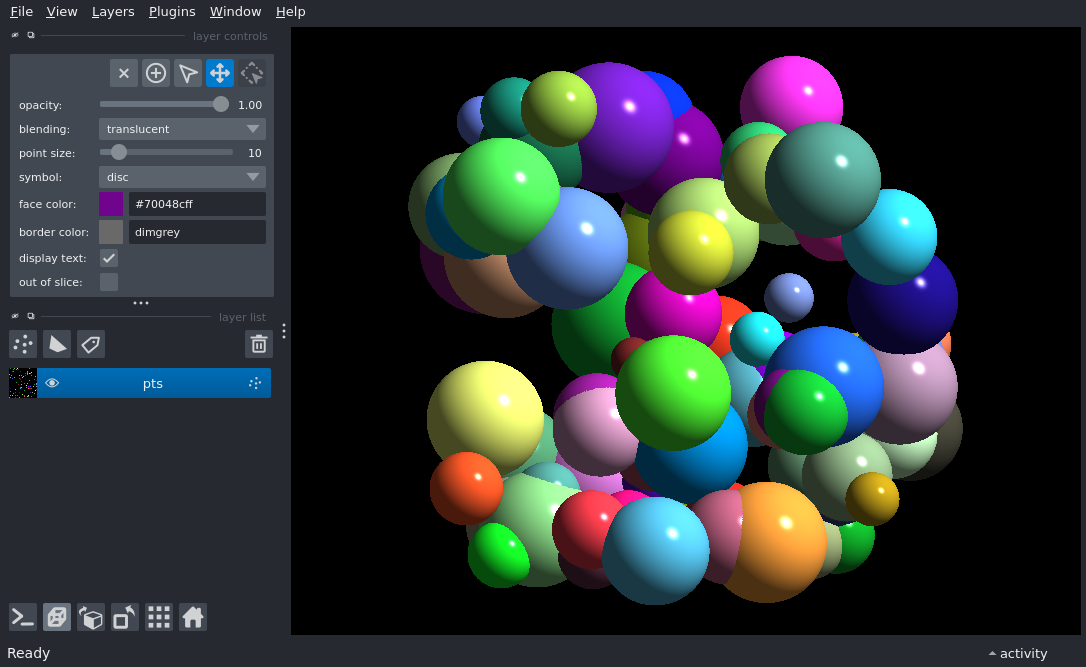 File View Layers Plugins Window Help
layer controls
opacity: 1.00
blending: translucent
point size: 10
symbol: disc
face color: #70048cff
border color: dimgrey
display text:
out of slice:
layer list
pts
Ready
activity